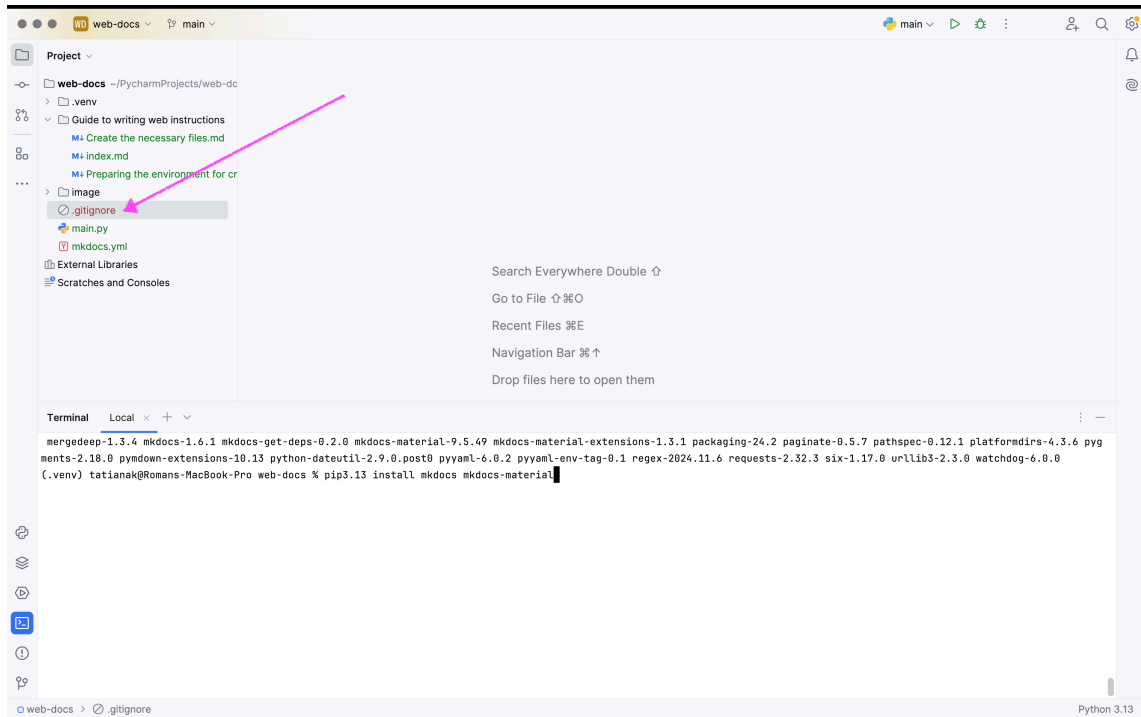 WD web-docs main main
Project
web-docs ~/PycharmProjects/web-dc
.venv
Guide to writing web instructions
M↓ Create the necessary files.md
M↓ index.md
M↓ Preparing the environment for cr
image
.gitignore
main.py
Y mkdocs.yml
External Libraries
Scratches and Consoles
Search Everywhere Double ⇧
Go to File ⇧⌘O
Recent Files ⌘E
Navigation Bar ⌘↑
Drop files here to open them
Terminal Local
mergedeep-1.3.4 mkdocs-1.6.1 mkdocs-get-deps-0.2.0 mkdocs-material-9.5.49 mkdocs-material-extensions-1.3.1 packaging-24.2 paginate-0.5.7 pathspec-0.12.1 platformdirs-4.3.6 pyg
ments-2.18.0 pymdown-extensions-10.13 python-dateutil-2.9.0.post0 pyyaml-6.0.2 pyyaml-env-tag-0.1 regex-2024.11.6 requests-2.32.3 six-1.17.0 urllib3-2.3.0 watchdog-6.0.0
(.venv) tatianak@Romans-MacBook-Pro web-docs % pip3.13 install mkdocs mkdocs-material
web-docs > .gitignore Python 3.13